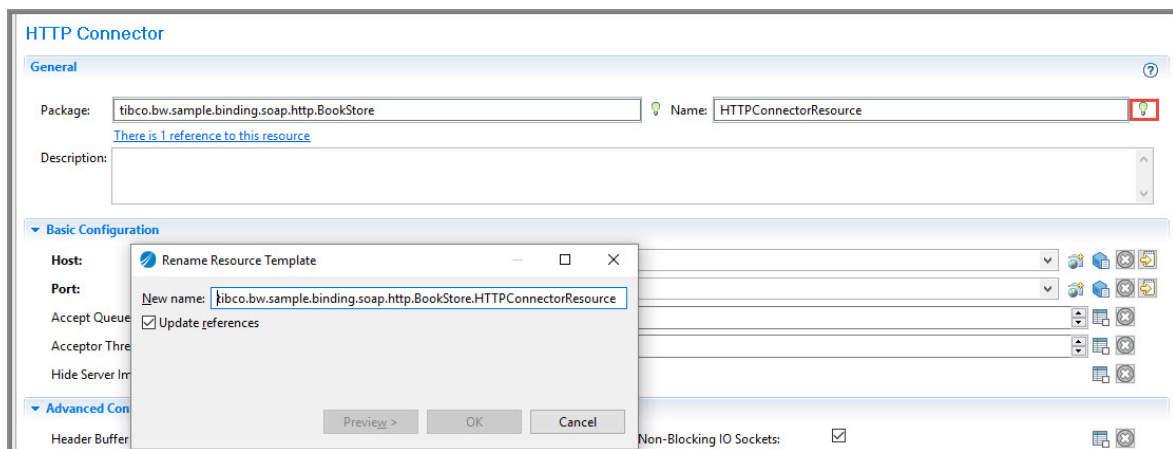 HTTP Connector
General
Package: tibco.bw.sample.binding.soap.http.BookStore Name: HTTPConnectorResource
There is 1 reference to this resource
Description:
Basic Configuration
Host:
Rename Resource Template
Port:
New name: tibco.bw.sample.binding.soap.http.BookStore.HTTPConnectorResource
Accept Queue
Update references
Acceptor Thre
Hide Server Im
Advanced Con
Preview > OK Cancel
Header Buffer Non-Blocking IO Sockets: